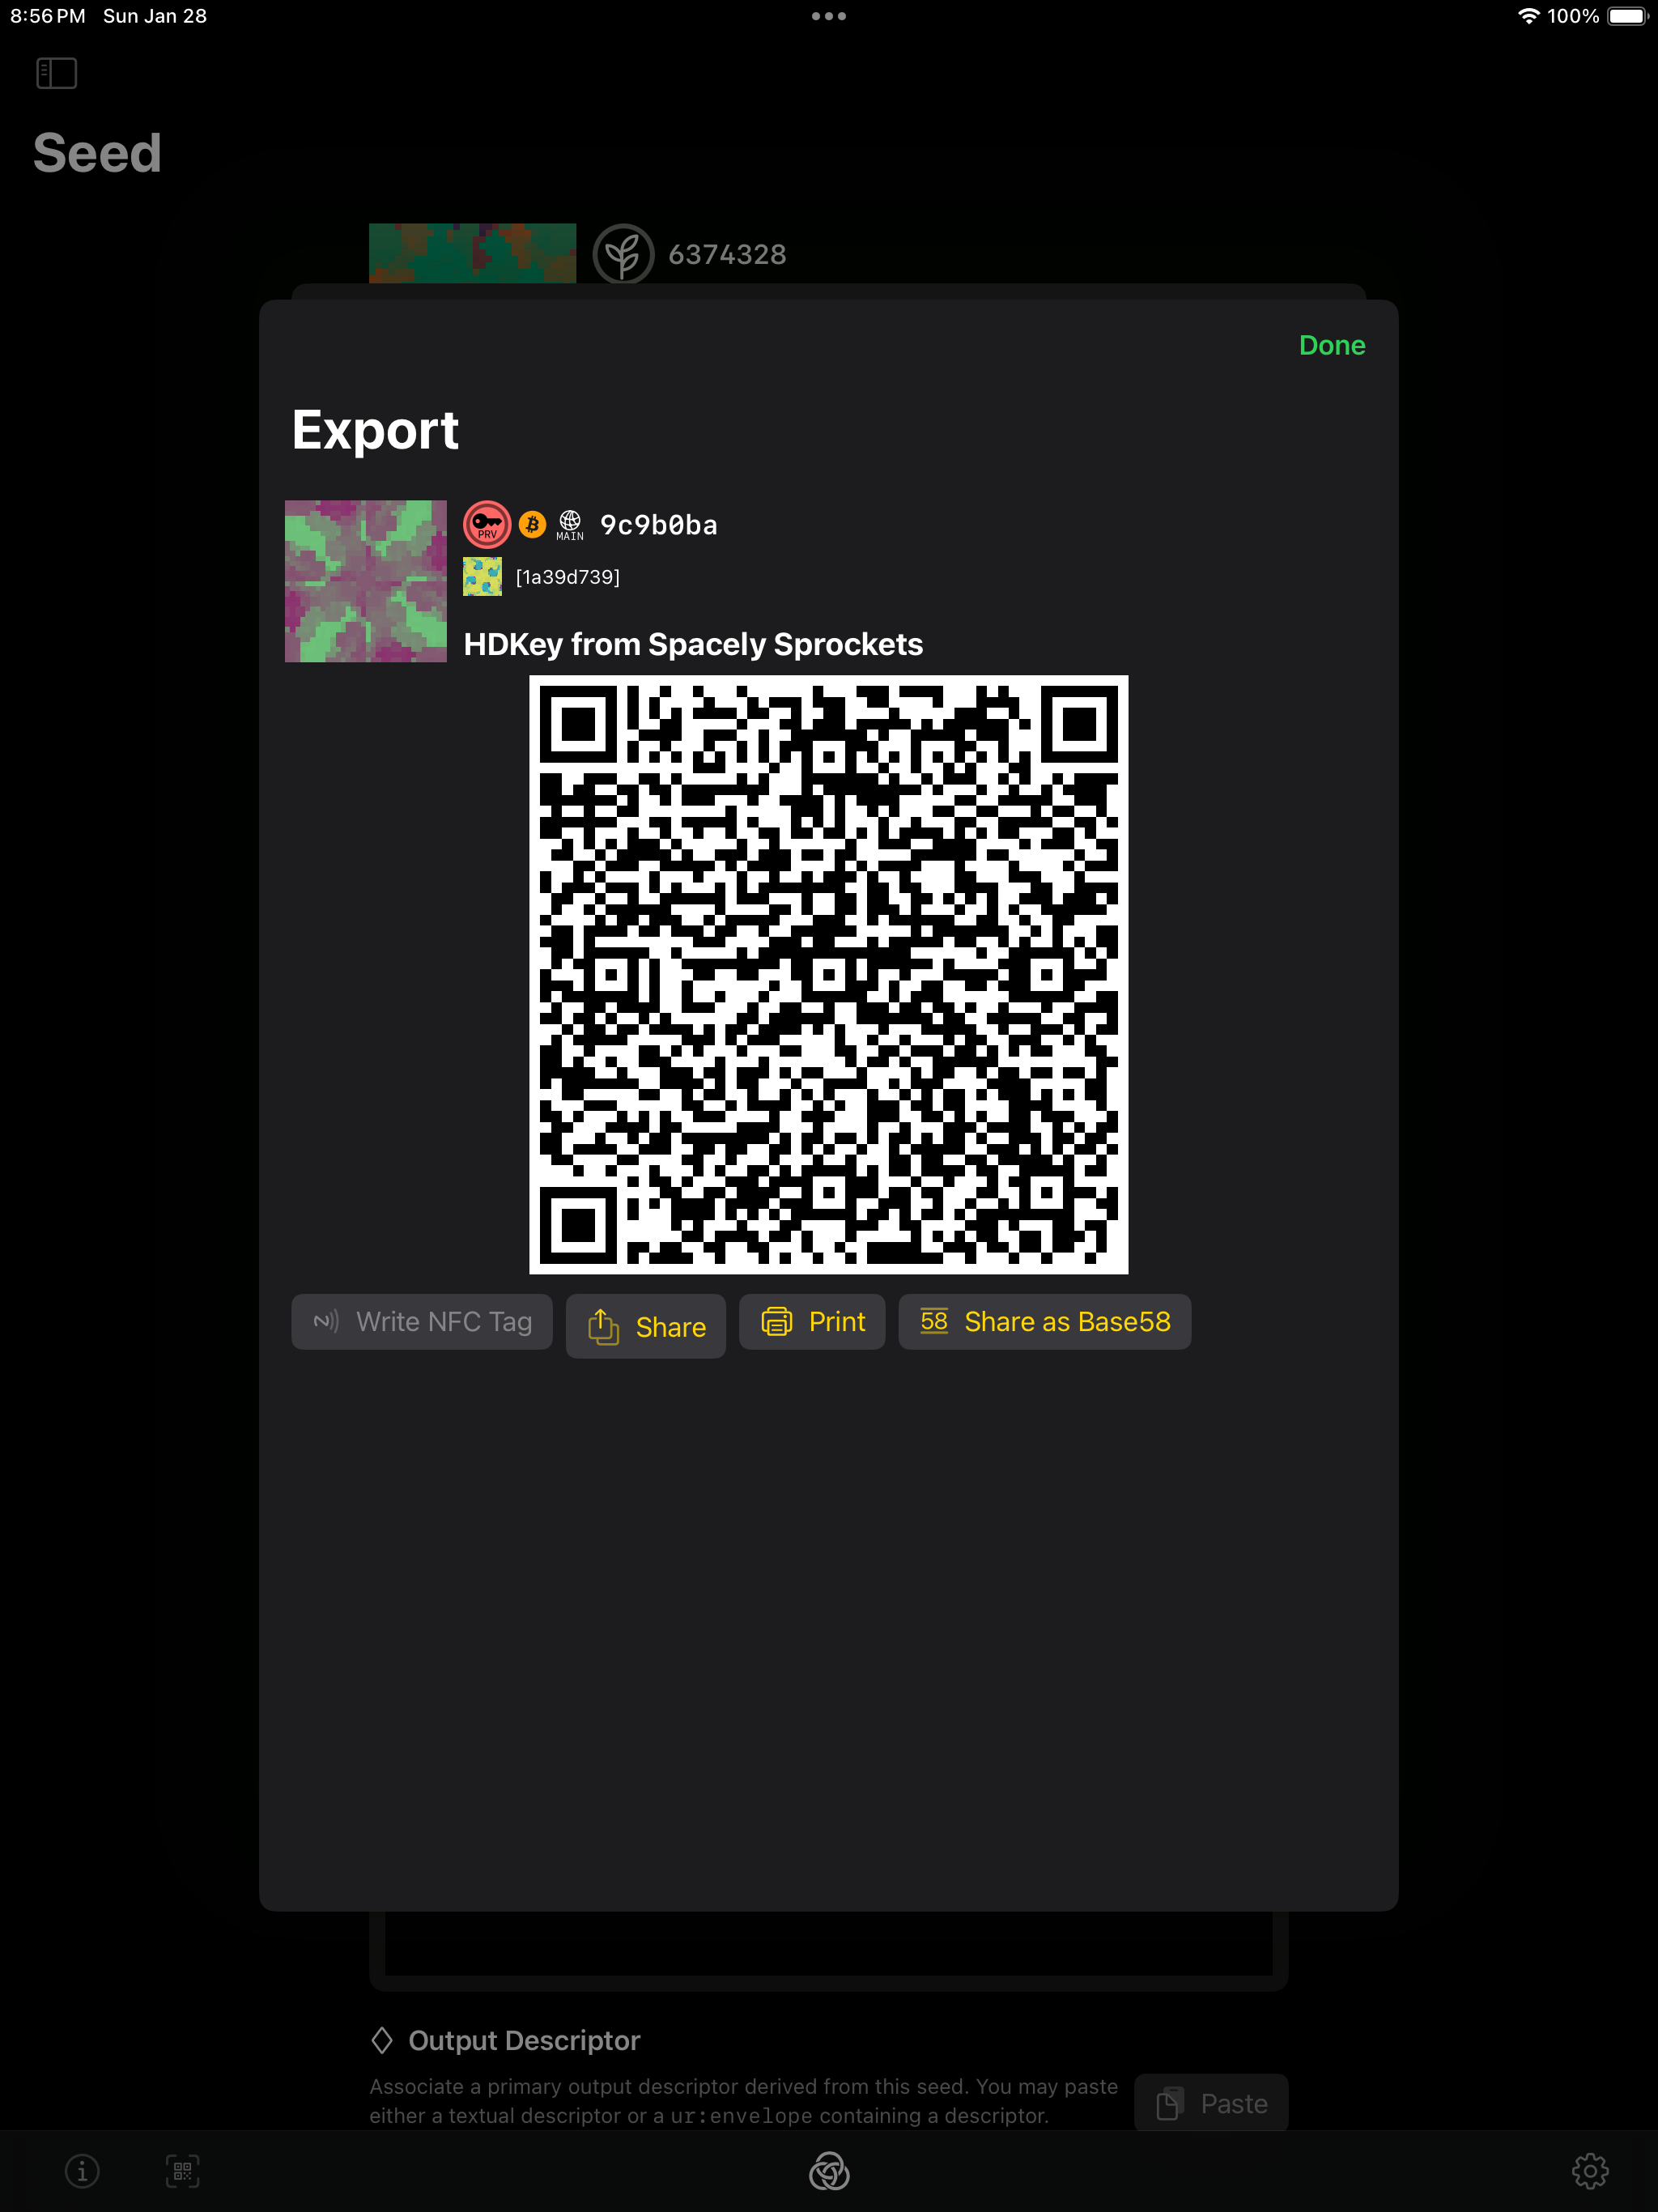 8:56 PM Sun Jan 28 100%
Seed
6374328
Done
Export
PRV MAIN 9c9b0ba
[1a39d739]
HDKey from Spacely Sprockets
Write NFC Tag Share Print 58 Share as Base58
Output Descriptor
Associate a primary output descriptor derived from this seed. You may paste
either a textual descriptor or a ur:envelope containing a descriptor.
Paste